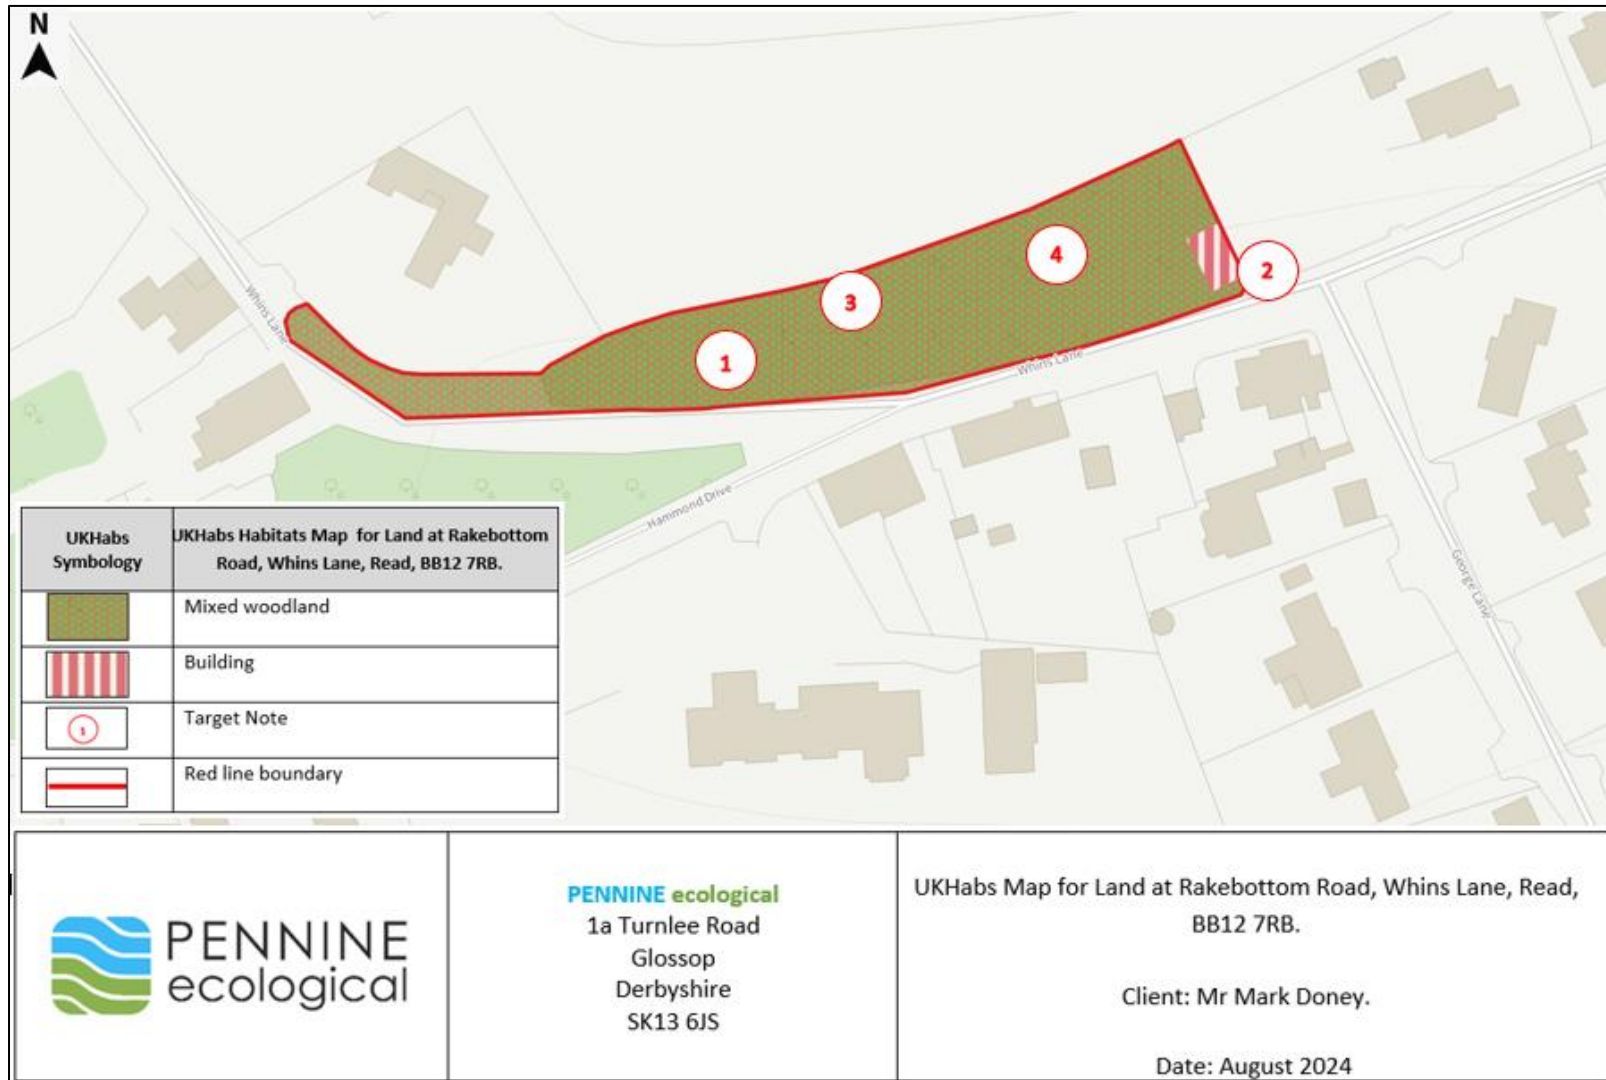 N
Whins Lane
1
3
4
2
Whins Lane
Hammond Drive
George Lane
UKHabs
Symbology
UKHabs Habitats Map for Land at Rakebottom
Road, Whins Lane, Read, BB12 7RB.
Mixed woodland
Building
1
Target Note
Red line boundary
PENNINE
ecological
PENNINE ecological
1a Turnlee Road
Glossop
Derbyshire
SK13 6JS
UKHabs Map for Land at Rakebottom Road, Whins Lane, Read,
BB12 7RB.
Client: Mr Mark Doney.
Date: August 2024